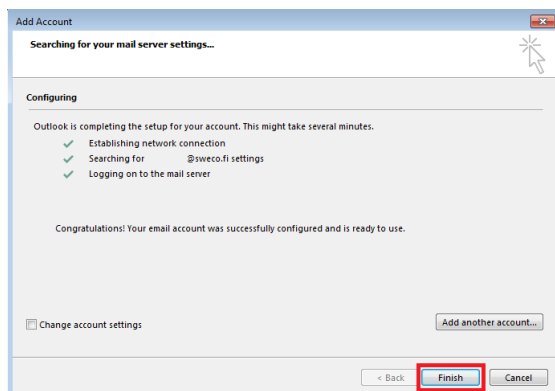 Add Account
Searching for your mail server settings...
Configuring
Outlook is completing the setup for your account. This might take several minutes.
Establishing network connection
Searching for @sweco.fi settings
Logging on to the mail server
Congratulations! Your email account was successfully configured and is ready to use.
Change account settings
Add another account...
< Back
Finish
Cancel